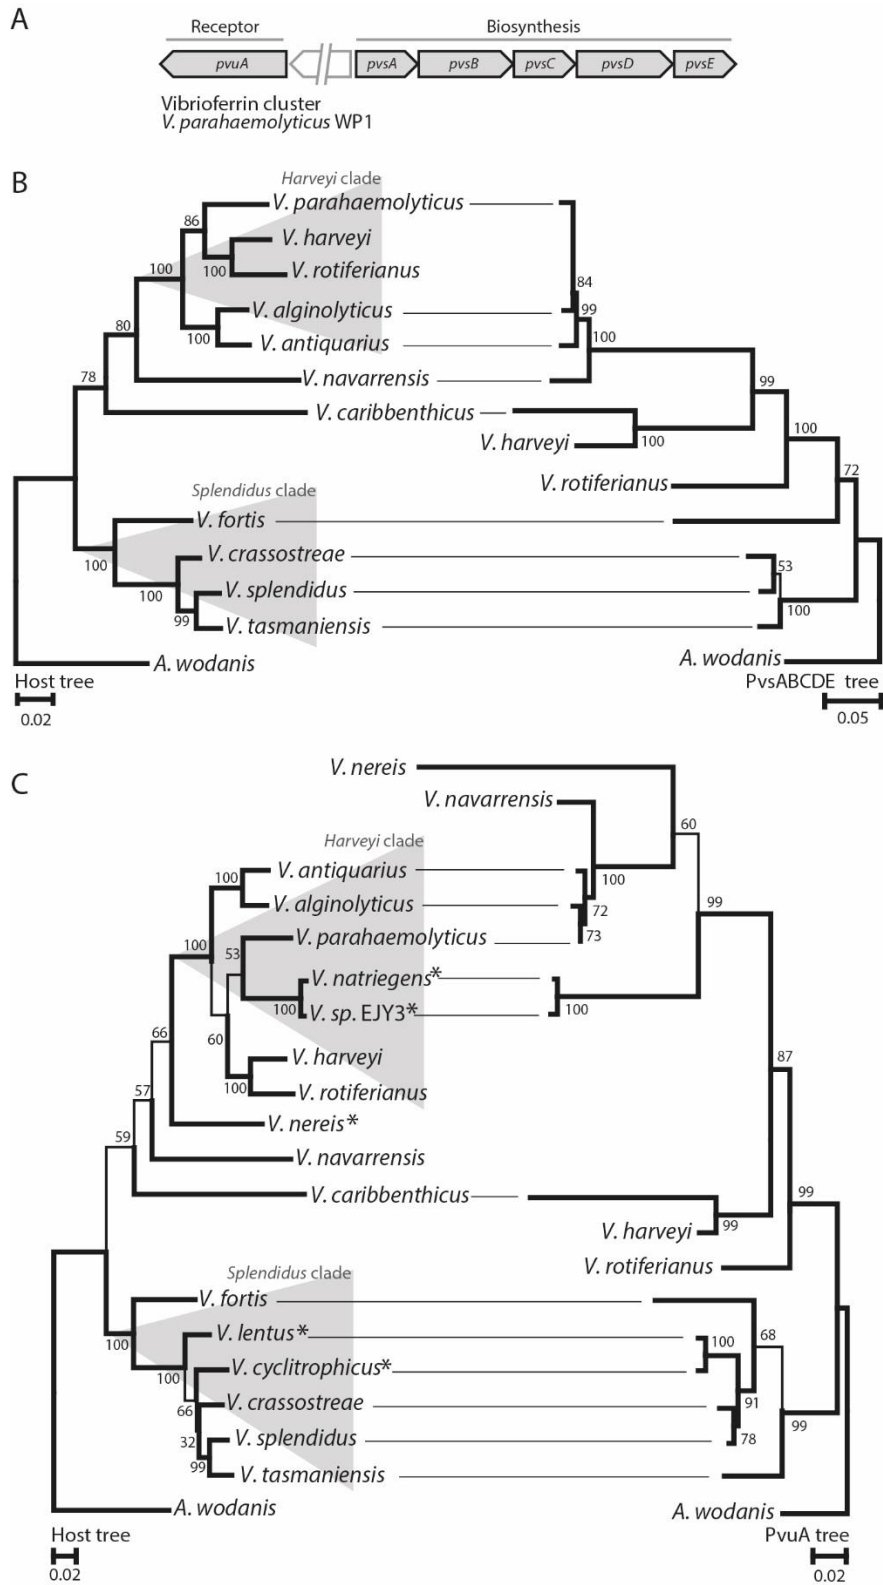 A
Receptor
Biosynthesis
pvuA
pvsA
pvsB
pvsC
pvsD
pvsE
Vibrioferrin cluster
V. parahaemolyticus WP1
B
Harveyi clade
V. parahaemolyticus
86
V. harveyi
100
100
V. rotiferianus
84
V. alginolyticus
99
80
100
V. antiquarius
100
78
V. navarrensis
99
V. caribbenthicus
100
V. harveyi
100
72
V. rotiferianus
Splendidus clade
V. fortis
100
V. crassostreae
53
100
V. splendidus
100
99
V. tasmaniensis
A. wodanis
A. wodanis
Host tree
PvsABCDE tree
0.02
0.05
C
V. nereis
V. navarrensis
60
Harveyi clade
100
V. antiquarius
100
V. alginolyticus
72
99
100
53
V. parahaemolyticus
73
V. natriegens*
100
V. sp. EJY3*
100
66
60
V. harveyi
87
100
V. rotiferianus
57
V. nereis*
59
V. navarrensis
V. caribbenthicus
99
V. harveyi
99
V. rotiferianus
Splendidus clade
V. fortis
100
V. lentus*
100
68
100
V. cyclitrophicus*
66
V. crassostreae
91
99
32
V. splendidus
78
99
V. tasmaniensis
A. wodanis
A. wodanis
Host tree
PvuA tree
0.02
0.02